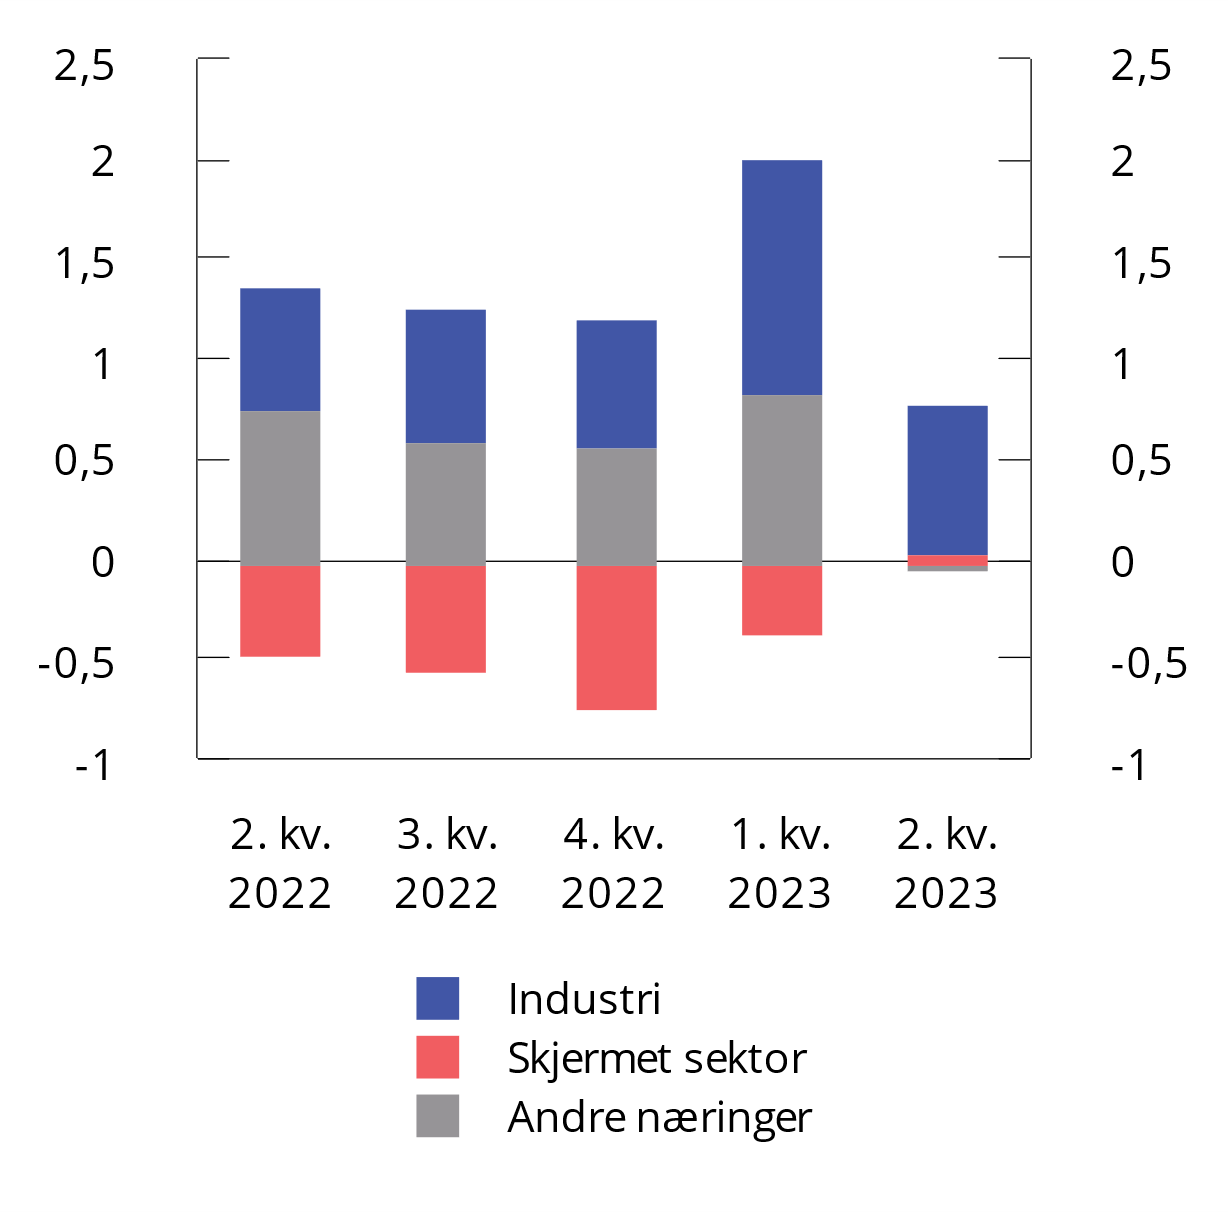 2,5 2,5
2 2
1,5 1,5
1 1
0,5 0,5
0 0
-0,5 -0,5
-1 -1
2. kv. 3. kv. 4. kv. 1. kv. 2. kv.
2022 2022 2022 2023 2023
Industri
Skjermet sektor
Andre næringer